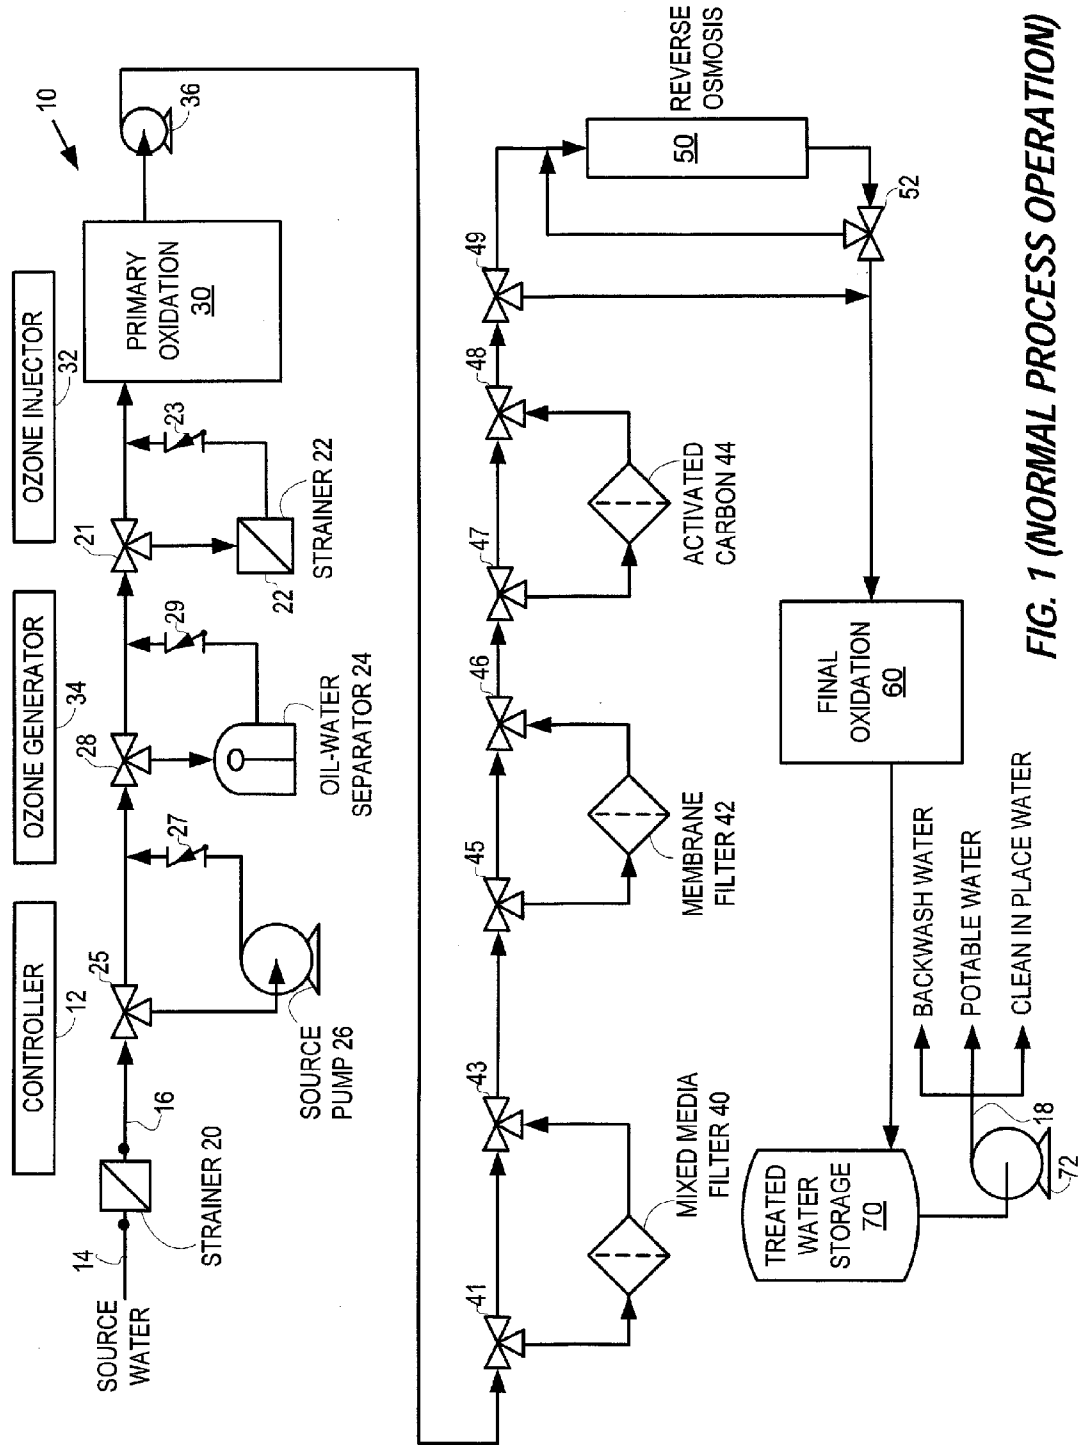 10
CONTROLLER
12
OZONE GENERATOR
34
OZONE INJECTOR
32
SOURCE
WATER
14
STRAINER 20
16
25
SOURCE
PUMP 26
27
28
OIL-WATER
SEPARATOR 24
29
21
22
STRAINER 22
23
PRIMARY
OXIDATION
30
36
41
MIXED MEDIA
FILTER 40
43
45
MEMBRANE
FILTER 42
46
47
ACTIVATED
CARBON 44
48
49
50
REVERSE
OSMOSIS
52
FINAL
OXIDATION
60
TREATED
WATER
STORAGE
70
72
18
BACKWASH WATER
POTABLE WATER
CLEAN IN PLACE WATER
FIG. 1 (NORMAL PROCESS OPERATION)